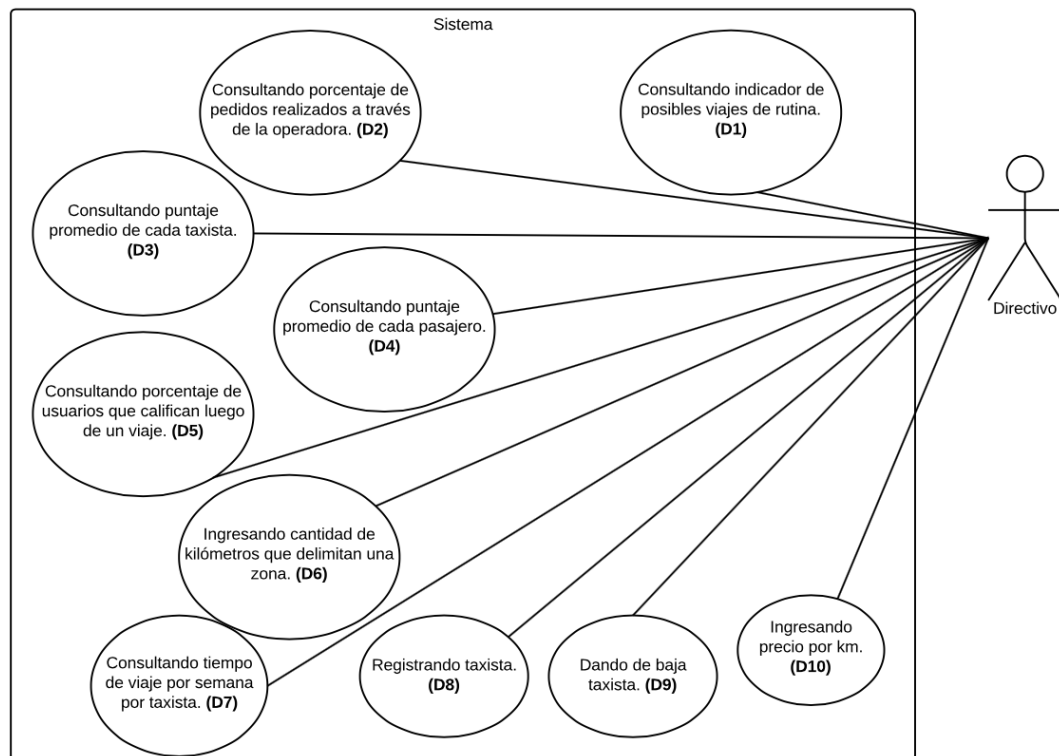 Sistema
Consultando porcentaje de
pedidos realizados a través
de la operadora. (D2)
Consultando indicador de
posibles viajes de rutina.
(D1)
Consultando puntaje
promedio de cada taxista.
(D3)
Consultando puntaje
promedio de cada pasajero.
(D4)
Directivo
Consultando porcentaje de
usuarios que califican luego
de un viaje. (D5)
Ingresando cantidad de
kilómetros que delimitan una
zona. (D6)
Consultando tiempo
de viaje por semana
por taxista. (D7)
Registrando taxista.
(D8)
Dando de baja
taxista. (D9)
Ingresando
precio por km.
(D10)